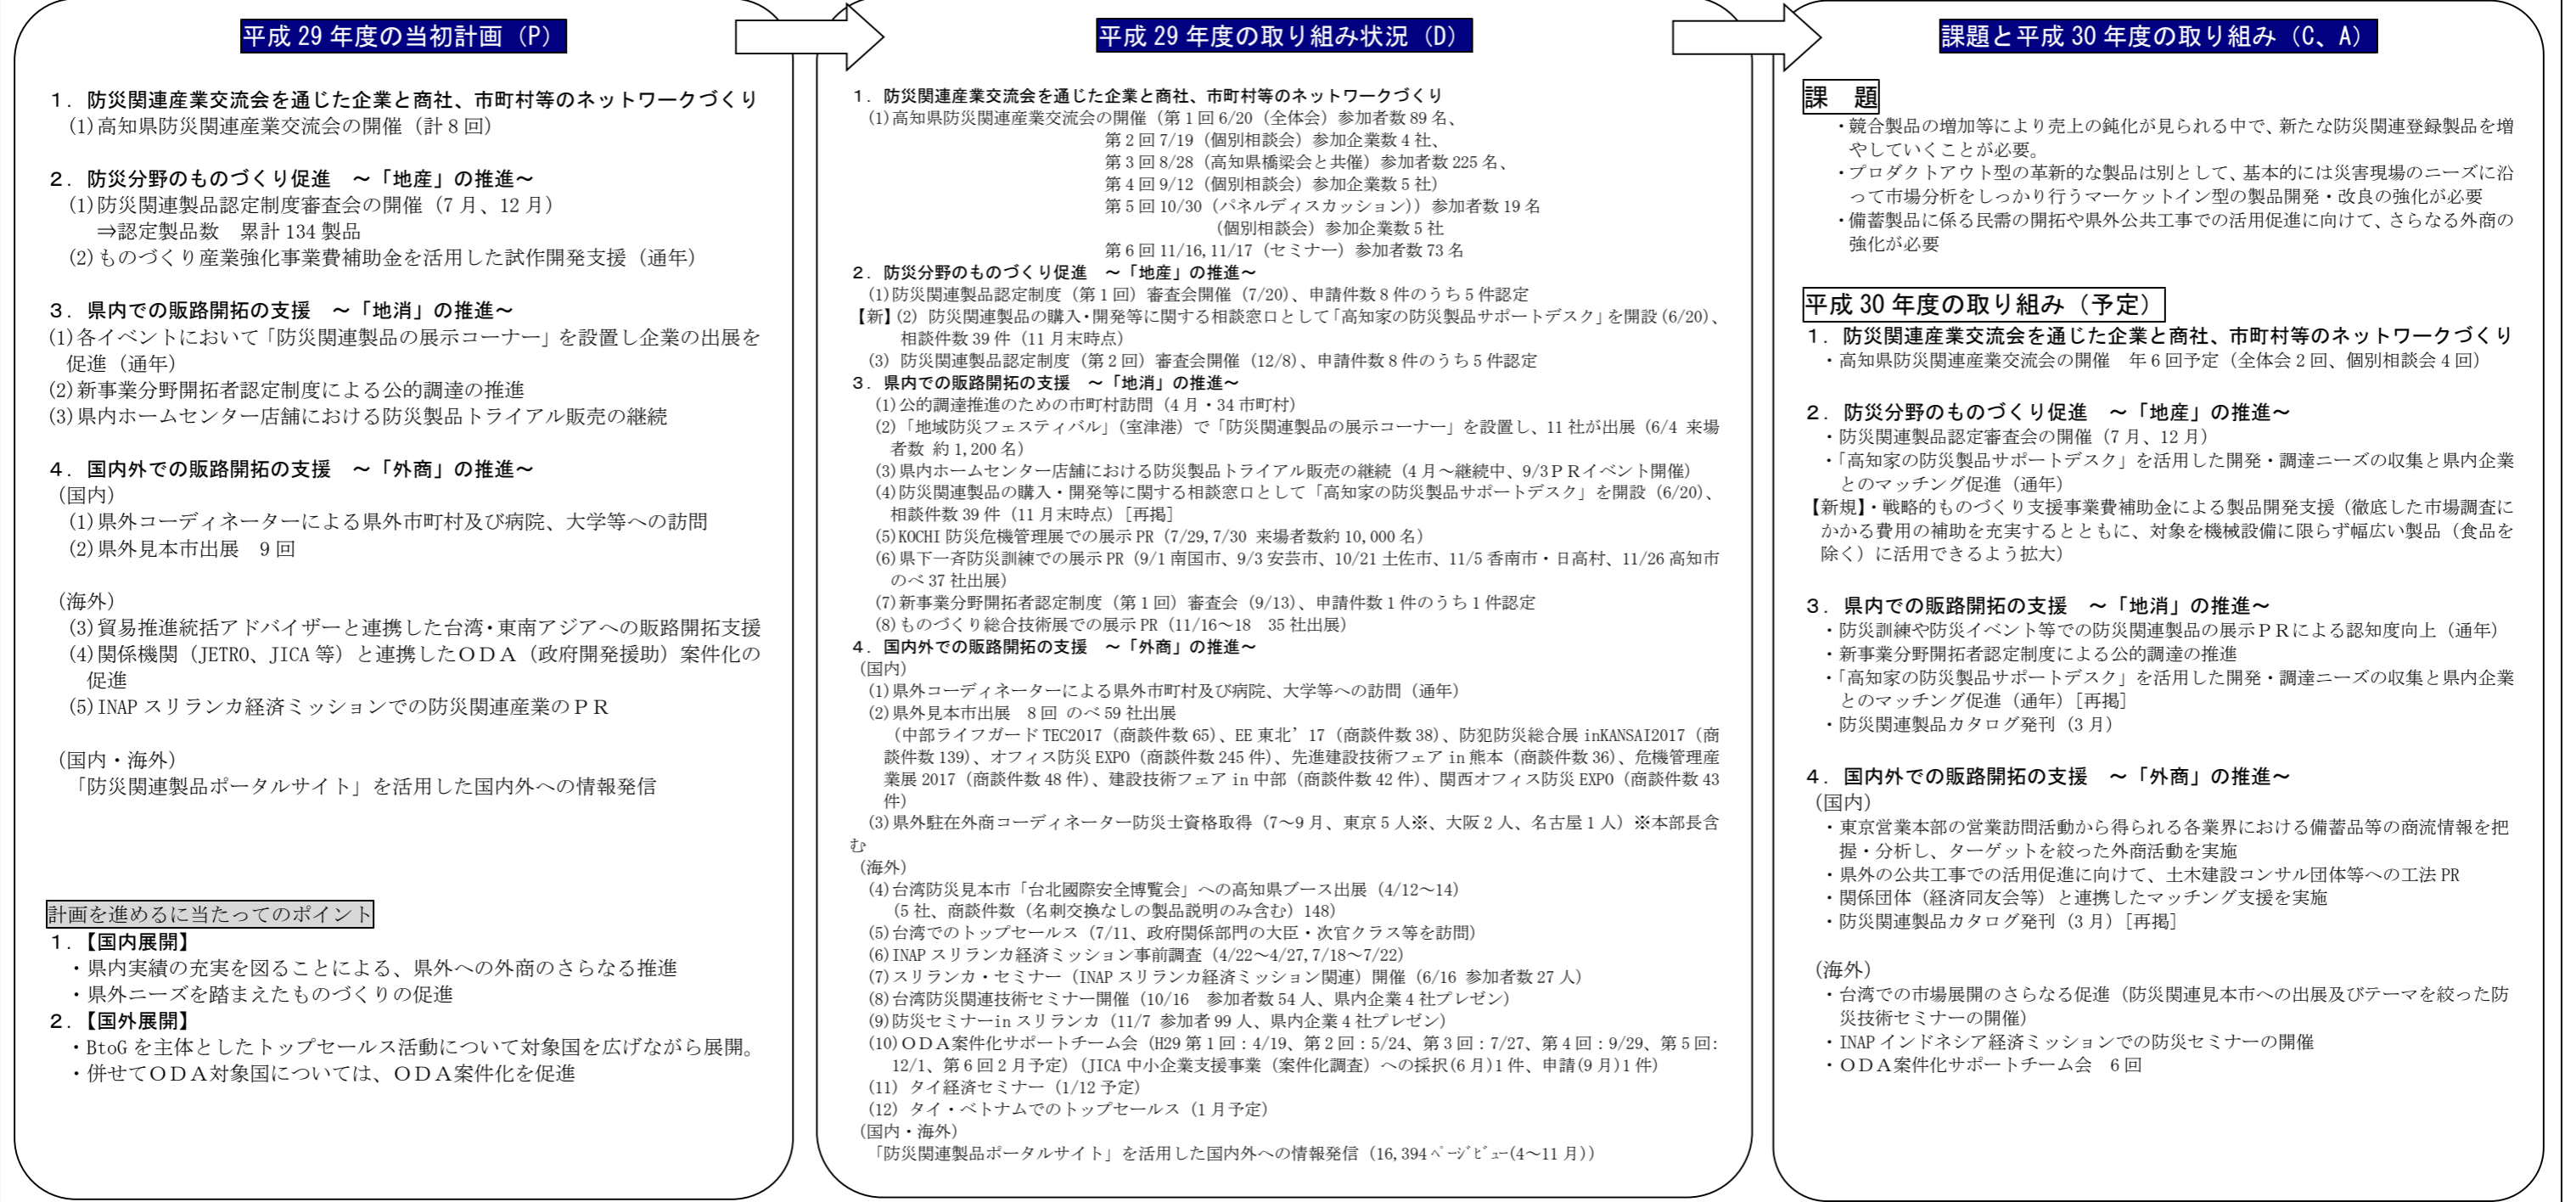 平成 29 年度の当初計画（P）
1．防災関連産業交流会を通じた企業と商社、市町村等のネットワークづくり
(1)高知県防災関連産業交流会の開催（計８回）
2．防災分野のものづくり促進　～「地産」の推進～
(1)防災関連製品認定制度審査会の開催（7 月、12 月）
⇒認定製品数　累計 134 製品
(2)ものづくり産業強化事業費補助金を活用した試作開発支援（通年）
3．県内での販路開拓の支援　～「地消」の推進～
(1)各イベントにおいて「防災関連製品の展示コーナー」を設置し企業の出展を
促進（通年）
(2)新事業分野開拓者認定制度による公的調達の推進
(3)県内ホームセンター店舗における防災製品トライアル販売の継続
4．国内外での販路開拓の支援　～「外商」の推進～
（国内）
(1)県外コーディネーターによる県外市町村及び病院、大学等への訪問
(2)県外見本市出展　９回
（海外）
(3)貿易推進統括アドバイザーと連携した台湾・東南アジアへの販路開拓支援
(4)関係機関（JETRO、JICA 等）と連携したＯＤＡ（政府開発援助）案件化の
促進
(5)INAP スリランカ経済ミッションでの防災関連産業のＰＲ
（国内・海外）
「防災関連製品ポータルサイト」を活用した国内外への情報発信
計画を進めるに当たってのポイント
1．【国内展開】
・県内実績の充実を図ることによる、県外への外商のさらなる推進
・県外ニーズを踏まえたものづくりの促進
2．【国外展開】
・BtoG を主体としたトップセールス活動について対象国を広げながら展開。
・併せてＯＤＡ対象国については、ＯＤＡ案件化を促進
平成 29 年度の取り組み状況（D）
1．防災関連産業交流会を通じた企業と商社、市町村等のネットワークづくり
(1)高知県防災関連産業交流会の開催（第１回 6/20（全体会）参加者数 89 名、
第２回 7/19（個別相談会）参加企業数４社、
第３回 8/28（高知県橋梁会と共催）参加者数 225 名、
第４回 9/12（個別相談会）参加企業数５社）
第５回 10/30（パネルディスカッション））参加者数 19 名
（個別相談会）参加企業数５社
第６回 11/16,11/17（セミナー）参加者数 73 名
2．防災分野のものづくり促進　～「地産」の推進～
(1)防災関連製品認定制度（第１回）審査会開催（7/20）、申請件数８件のうち５件認定
【新】(2) 防災関連製品の購入・開発等に関する相談窓口として「高知家の防災製品サポートデスク」を開設(6/20)、
相談件数 39 件（11 月末時点）
(3) 防災関連製品認定制度（第２回）審査会開催（12/8）、申請件数８件のうち５件認定
3．県内での販路開拓の支援　～「地消」の推進～
(1)公的調達推進のための市町村訪問（4 月・34 市町村）
(2)「地域防災フェスティバル」（室津港）で「防災関連製品の展示コーナー」を設置し、11 社が出展（6/4 来場
者数 約 1,200 名）
(3)県内ホームセンター店舗における防災製品トライアル販売の継続（4 月～継続中、9/3ＰＲイベント開催）
(4)防災関連製品の購入・開発等に関する相談窓口として「高知家の防災製品サポートデスク」を開設（6/20）、
相談件数 39 件（11 月末時点）[再掲]
(5)KOCHI 防災危機管理展での展示 PR（7/29,7/30 来場者数約 10,000 名）
(6)県下一斉防災訓練での展示 PR（9/1 南国市、9/3 安芸市、10/21 土佐市、11/5 香南市・日高村、11/26 高知市
のべ 37 社出展）
(7)新事業分野開拓者認定制度（第１回）審査会（9/13）、申請件数１件のうち１件認定
(8)ものづくり総合技術展での展示 PR（11/16～18　35 社出展）
4．国内外での販路開拓の支援　～「外商」の推進～
（国内）
(1)県外コーディネーターによる県外市町村及び病院、大学等への訪問（通年）
(2)県外見本市出展　８回 のべ 59 社出展
（中部ライフガード TEC2017（商談件数 65）、EE 東北’17（商談件数 38）、防犯防災総合展 inKANSAI2017（商
談件数 139）、オフィス防災 EXPO（商談件数 245 件）、先進建設技術フェア in 熊本（商談件数 36）、危機管理産
業展 2017（商談件数 48 件）、建設技術フェア in 中部（商談件数 42 件）、関西オフィス防災 EXPO（商談件数 43
件）
(3)県外駐在外商コーディネーター防災士資格取得（7～9 月、東京５人※、大阪２人、名古屋１人）※本部長含
む
（海外）
(4)台湾防災見本市「台北國際安全博覧会」への高知県ブース出展（4/12～14）
（5 社、商談件数（名刺交換なしの製品説明のみ含む）148）
(5)台湾でのトップセールス（7/11、政府関係部門の大臣・次官クラス等を訪問）
(6)INAP スリランカ経済ミッション事前調査（4/22～4/27,7/18～7/22）
(7)スリランカ・セミナー（INAP スリランカ経済ミッション関連）開催（6/16 参加者数 27 人）
(8)台湾防災関連技術セミナー開催（10/16　参加者数 54 人、県内企業４社プレゼン）
(9)防災セミナーin スリランカ（11/7 参加者 99 人、県内企業４社プレゼン）
(10)ＯＤＡ案件化サポートチーム会（H29 第１回：4/19、第２回：5/24、第３回：7/27、第４回：9/29、第５回：
12/1、第６回２月予定）（JICA 中小企業支援事業（案件化調査）への採択(6 月)1 件、申請(9 月)1 件）
(11) タイ経済セミナー（1/12 予定）
(12) タイ・ベトナムでのトップセールス（1 月予定）
（国内・海外）
「防災関連製品ポータルサイト」を活用した国内外への情報発信（16,394 ﾍﾟｰｼﾞﾋﾞｭｰ(4～11 月)）
課題と平成 30 年度の取り組み（C、A）
課　題
・競合製品の増加等により売上の鈍化が見られる中で、新たな防災関連登録製品を増
やしていくことが必要。
・プロダクトアウト型の革新的な製品は別として、基本的には災害現場のニーズに沿
って市場分析をしっかり行うマーケットイン型の製品開発・改良の強化が必要
・備蓄製品に係る民需の開拓や県外公共工事での活用促進に向けて、さらなる外商の
強化が必要
平成 30 年度の取り組み（予定）
1．防災関連産業交流会を通じた企業と商社、市町村等のネットワークづくり
・高知県防災関連産業交流会の開催　年６回予定（全体会２回、個別相談会４回）
2．防災分野のものづくり促進　～「地産」の推進～
・防災関連製品認定審査会の開催（7 月、12 月）
・「高知家の防災製品サポートデスク」を活用した開発・調達ニーズの収集と県内企業
とのマッチング促進（通年）
【新規】・戦略的ものづくり支援事業費補助金による製品開発支援（徹底した市場調査に
かかる費用の補助を充実するとともに、対象を機械設備に限らず幅広い製品（食品を
除く）に活用できるよう拡大）
3．県内での販路開拓の支援　～「地消」の推進～
・防災訓練や防災イベント等での防災関連製品の展示ＰＲによる認知度向上（通年）
・新事業分野開拓者認定制度による公的調達の推進
・「高知家の防災製品サポートデスク」を活用した開発・調達ニーズの収集と県内企業
とのマッチング促進（通年）[再掲]
・防災関連製品カタログ発刊（3 月）
4．国内外での販路開拓の支援　～「外商」の推進～
（国内）
・東京営業本部の営業訪問活動から得られる各業界における備蓄品等の商流情報を把
握・分析し、ターゲットを絞った外商活動を実施
・県外の公共工事での活用促進に向けて、土木建設コンサル団体等への工法 PR
・関係団体（経済同友会等）と連携したマッチング支援を実施
・防災関連製品カタログ発刊（3 月）[再掲]
（海外）
・台湾での市場展開のさらなる促進（防災関連見本市への出展及びテーマを絞った防
災技術セミナーの開催）
・INAP インドネシア経済ミッションでの防災セミナーの開催
・ＯＤＡ案件化サポートチーム会　６回